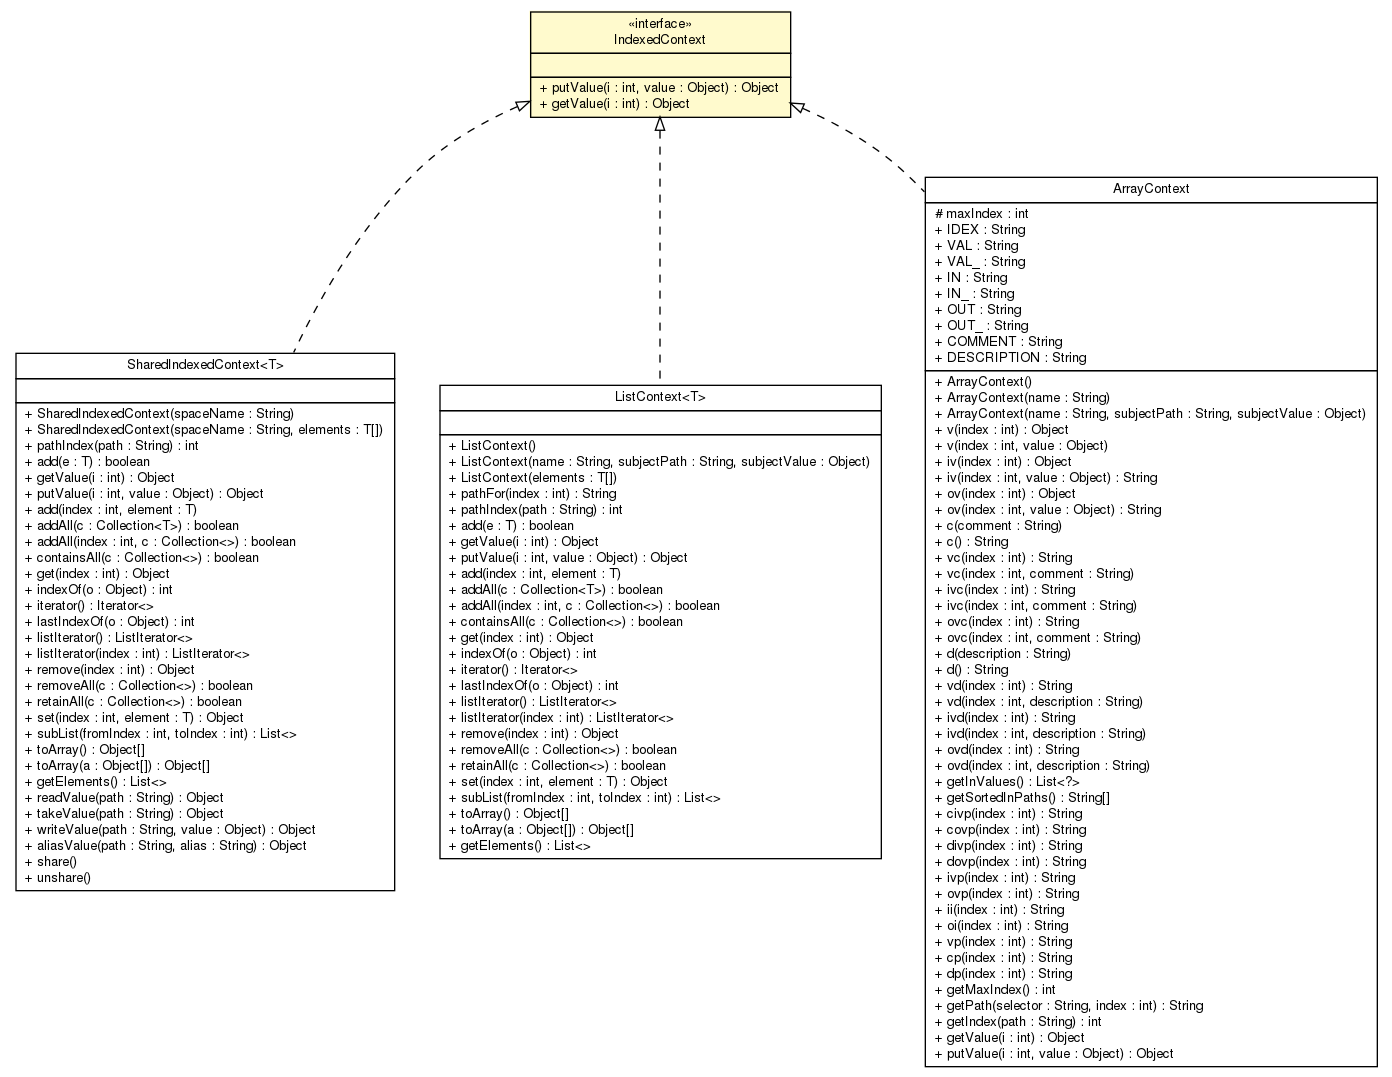 «interface»
IndexedContext
+ putValue(i : int, value : Object) : Object
+ getValue(i : int) : Object
SharedIndexedContext<T>
+ SharedIndexedContext(spaceName : String)
+ SharedIndexedContext(spaceName : String, elements : T[])
+ pathIndex(path : String) : int
+ add(e : T) : boolean
+ getValue(i : int) : Object
+ putValue(i : int, value : Object) : Object
+ add(index : int, element : T)
+ addAll(c : Collection<T>) : boolean
+ addAll(index : int, c : Collection<>) : boolean
+ containsAll(c : Collection<>) : boolean
+ get(index : int) : Object
+ indexOf(o : Object) : int
+ iterator() : Iterator<>
+ lastIndexOf(o : Object) : int
+ listIterator() : ListIterator<>
+ listIterator(index : int) : ListIterator<>
+ remove(index : int) : Object
+ removeAll(c : Collection<>) : boolean
+ retainAll(c : Collection<>) : boolean
+ set(index : int, element : T) : Object
+ subList(fromIndex : int, toIndex : int) : List<>
+ toArray() : Object[]
+ toArray(a : Object[]) : Object[]
+ getElements() : List<>
+ readValue(path : String) : Object
+ takeValue(path : String) : Object
+ writeValue(path : String, value : Object) : Object
+ aliasValue(path : String, alias : String) : Object
+ share()
+ unshare()
ListContext<T>
+ ListContext()
+ ListContext(name : String, subjectPath : String, subjectValue : Object)
+ ListContext(elements : T[])
+ pathFor(index : int) : String
+ pathIndex(path : String) : int
+ add(e : T) : boolean
+ getValue(i : int) : Object
+ putValue(i : int, value : Object) : Object
+ add(index : int, element : T)
+ addAll(c : Collection<T>) : boolean
+ addAll(index : int, c : Collection<>) : boolean
+ containsAll(c : Collection<>) : boolean
+ get(index : int) : Object
+ indexOf(o : Object) : int
+ iterator() : Iterator<>
+ lastIndexOf(o : Object) : int
+ listIterator() : ListIterator<>
+ listIterator(index : int) : ListIterator<>
+ remove(index : int) : Object
+ removeAll(c : Collection<>) : boolean
+ retainAll(c : Collection<>) : boolean
+ set(index : int, element : T) : Object
+ subList(fromIndex : int, toIndex : int) : List<>
+ toArray() : Object[]
+ toArray(a : Object[]) : Object[]
+ getElements() : List<>
ArrayContext
# maxIndex : int
+ IDEX : String
+ VAL : String
+ VAL_ : String
+ IN : String
+ IN_ : String
+ OUT : String
+ OUT_ : String
+ COMMENT : String
+ DESCRIPTION : String
+ ArrayContext()
+ ArrayContext(name : String)
+ ArrayContext(name : String, subjectPath : String, subjectValue : Object)
+ v(index : int) : Object
+ v(index : int, value : Object)
+ iv(index : int) : Object
+ iv(index : int, value : Object) : String
+ ov(index : int) : Object
+ ov(index : int, value : Object) : String
+ c(comment : String)
+ c() : String
+ vc(index : int) : String
+ vc(index : int, comment : String)
+ ivc(index : int) : String
+ ivc(index : int, comment : String)
+ ovc(index : int) : String
+ ovc(index : int, comment : String)
+ d(description : String)
+ d() : String
+ vd(index : int) : String
+ vd(index : int, description : String)
+ ivd(index : int) : String
+ ivd(index : int, description : String)
+ ovd(index : int) : String
+ ovd(index : int, description : String)
+ getInValues() : List<?>
+ getSortedInPaths() : String[]
+ civp(index : int) : String
+ covp(index : int) : String
+ divp(index : int) : String
+ dovp(index : int) : String
+ ivp(index : int) : String
+ ovp(index : int) : String
+ ii(index : int) : String
+ oi(index : int) : String
+ vp(index : int) : String
+ cp(index : int) : String
+ dp(index : int) : String
+ getMaxIndex() : int
+ getPath(selector : String, index : int) : String
+ getIndex(path : String) : int
+ getValue(i : int) : Object
+ putValue(i : int, value : Object) : Object